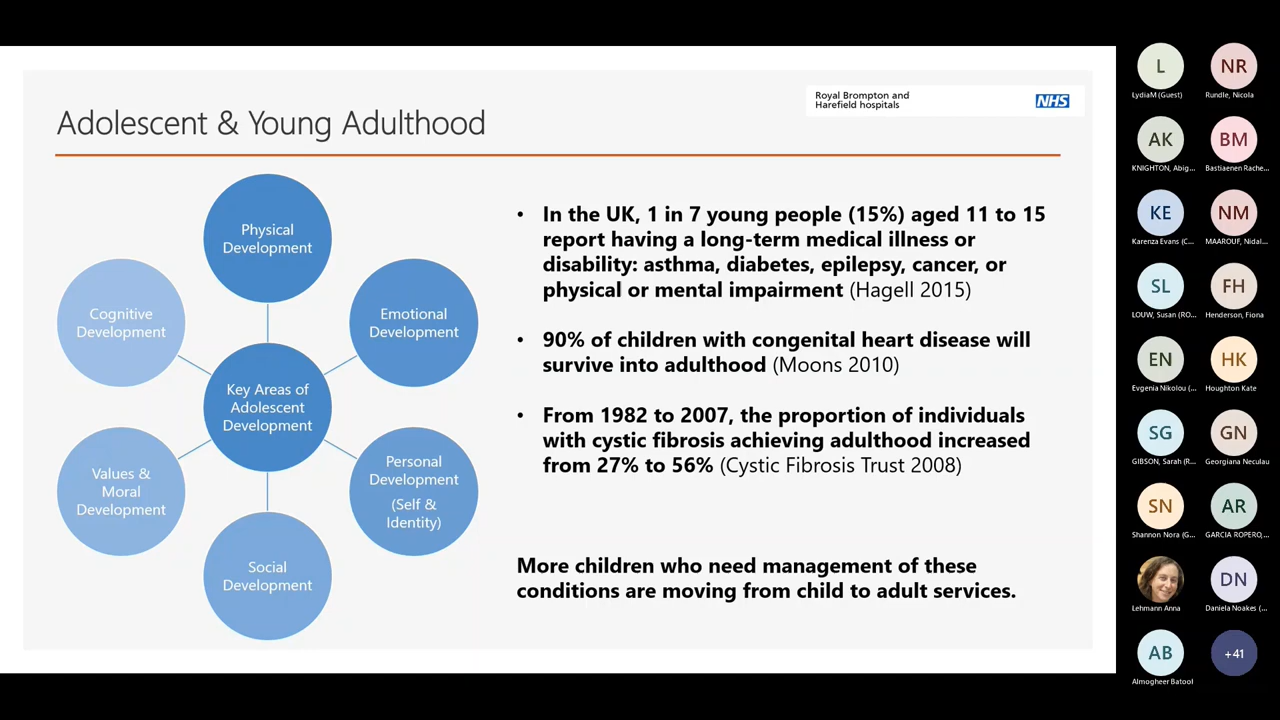 Royal Brompton and
Harefield hospitals
NHS
Adolescent & Young Adulthood
Physical
Development
Emotional
Development
Personal
Development
(Self &
Identity)
Social
Development
Values &
Moral
Development
Cognitive
Development
Key Areas of
Adolescent
Development
• In the UK, 1 in 7 young people (15%) aged 11 to 15
report having a long-term medical illness or
disability: asthma, diabetes, epilepsy, cancer, or
physical or mental impairment (Hagell 2015)
• 90% of children with congenital heart disease will
survive into adulthood (Moons 2010)
• From 1982 to 2007, the proportion of individuals
with cystic fibrosis achieving adulthood increased
from 27% to 56% (Cystic Fibrosis Trust 2008)
More children who need management of these
conditions are moving from child to adult services.
L
LydiaM (Guest)
NR
Rundle, Nicola
AK
KNIGHTON, Abig...
BM
Bastiaenen Rache...
KE
Karenza Evans (C...
NM
MAAROUF, Nidal...
SL
LOUW, Susan (RO...
FH
Henderson, Fiona
EN
Evgenia Nikolou (...
HK
Houghton Kate
SG
GIBSON, Sarah (R...
GN
Georgiana Neculau
SN
Shannon Nora (G...
AR
GARCIA ROPERO,...
Lehmann Anna
DN
Daniela Noakes (...
AB
Almogheer Batool
+41